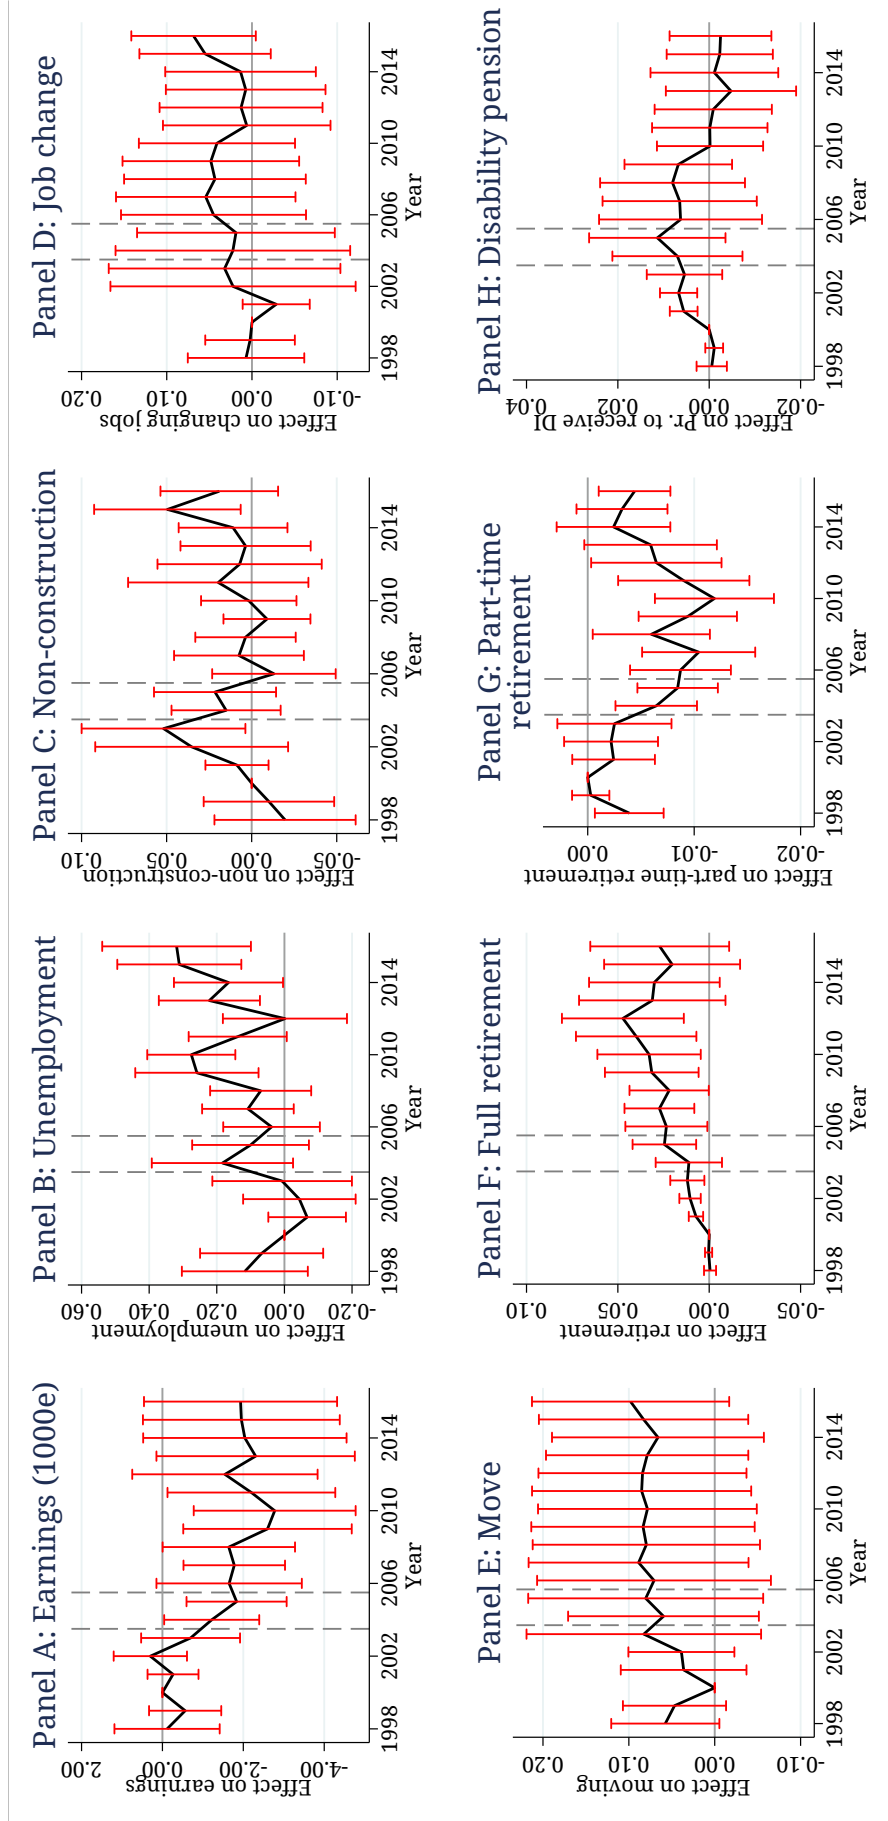 Panel A: Earnings (1000e)
Effect on earnings
2.00
0.00
-2.00
-4.00
1998
2002
2006
2010
2014
Year
Panel B: Unemployment
Effect on unemployment
0.60
0.40
0.20
0.00
-0.20
1998
2002
2006
2010
2014
Year
Panel C: Non-construction
Effect on non-construction
0.10
0.05
0.00
-0.05
1998
2002
2006
2010
2014
Year
Panel D: Job change
Effect on changing jobs
0.20
0.10
0.00
-0.10
1998
2002
2006
2010
2014
Year
Panel E: Move
Effect on moving
0.20
0.10
0.00
-0.10
1998
2002
2006
2010
2014
Year
Panel F: Full retirement
Effect on retirement
0.10
0.05
0.00
-0.05
1998
2002
2006
2010
2014
Year
Panel G: Part-time
retirement
Effect on part-time retirement
0.00
-0.01
-0.02
1998
2002
2006
2010
2014
Year
Panel H: Disability pension
Effect on Pr. to receive DI
0.04
0.02
0.00
-0.02
1998
2002
2006
2010
2014
Year